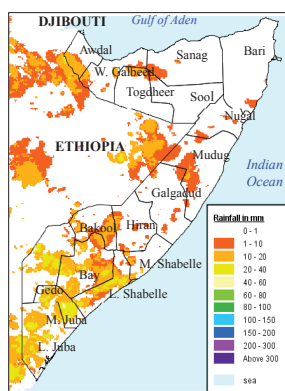 DJIBOUTI
Gulf of Aden
Awdal
Sanag
Bari
W. Galbeed
Togdheer
Sool
Nugal
ETHIOPIA
Mudug
Indian
Ocean
Galgadud
Hiran
Bakool
M. Shabelle
Bay
Gedo
L. Shabelle
M. Juba
L. Juba
Rainfall in mm
0 - 1
1 - 10
10 - 20
20 - 40
40 - 60
60 - 80
80 - 100
100 - 150
150 - 200
200 - 300
Above 300
sea